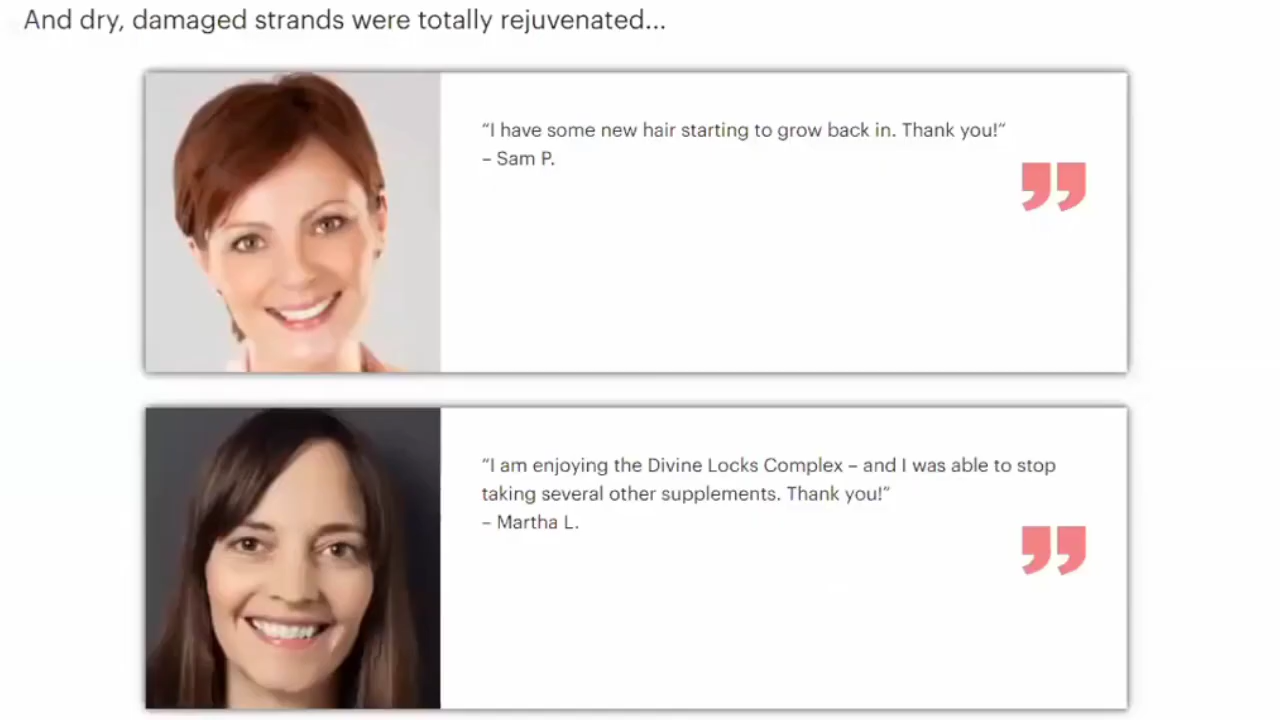 And dry, damaged strands were totally rejuvenated...
“I have some new hair starting to grow back in. Thank you!”
– Sam P.
“I am enjoying the Divine Locks Complex – and I was able to stop
taking several other supplements. Thank you!”
– Martha L.